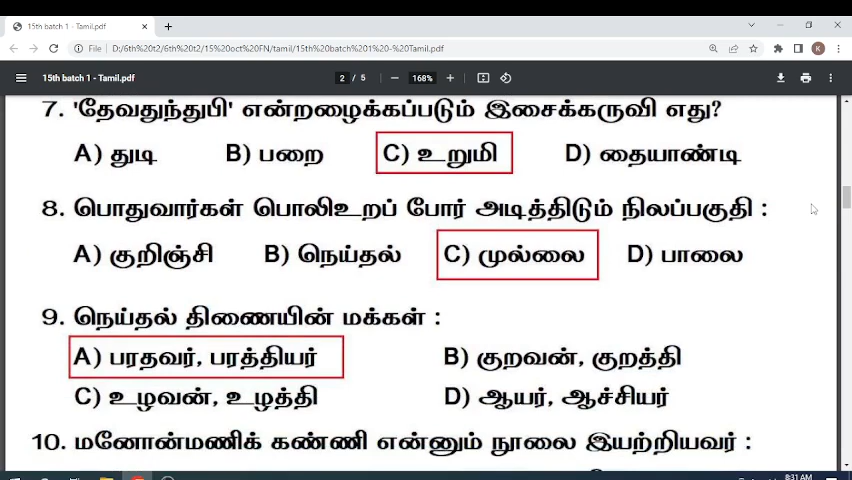 15th batch 1 - Tamil.pdf
File | D:/6th%20t2/6th%20t2/15%20oct%20FN/tamil/15th%20batch%201%20-%20Tamil.pdf
K
15th batch 1 - Tamil.pdf 2 / 5 168%
7. 'தேவதுந்துபி' என்றழைக்கப்படும் இசைக்கருவி எது?
A) துடி B) பறை C) உறுமி D) தையாண்டி
8. பொதுவார்கள் பொலிஉறப் போர் அடித்திடும் நிலப்பகுதி :
A) குறிஞ்சி B) நெய்தல் C) முல்லை D) பாலை
9. நெய்தல் திணையின் மக்கள் :
A) பரதவர், பரத்தியர் B) குறவன், குறத்தி
C) உழவன், உழத்தி D) ஆயர், ஆச்சியர்
10. மனோன்மணிக் கண்ணி என்னும் நூலை இயற்றியவர் :
8:31 AM